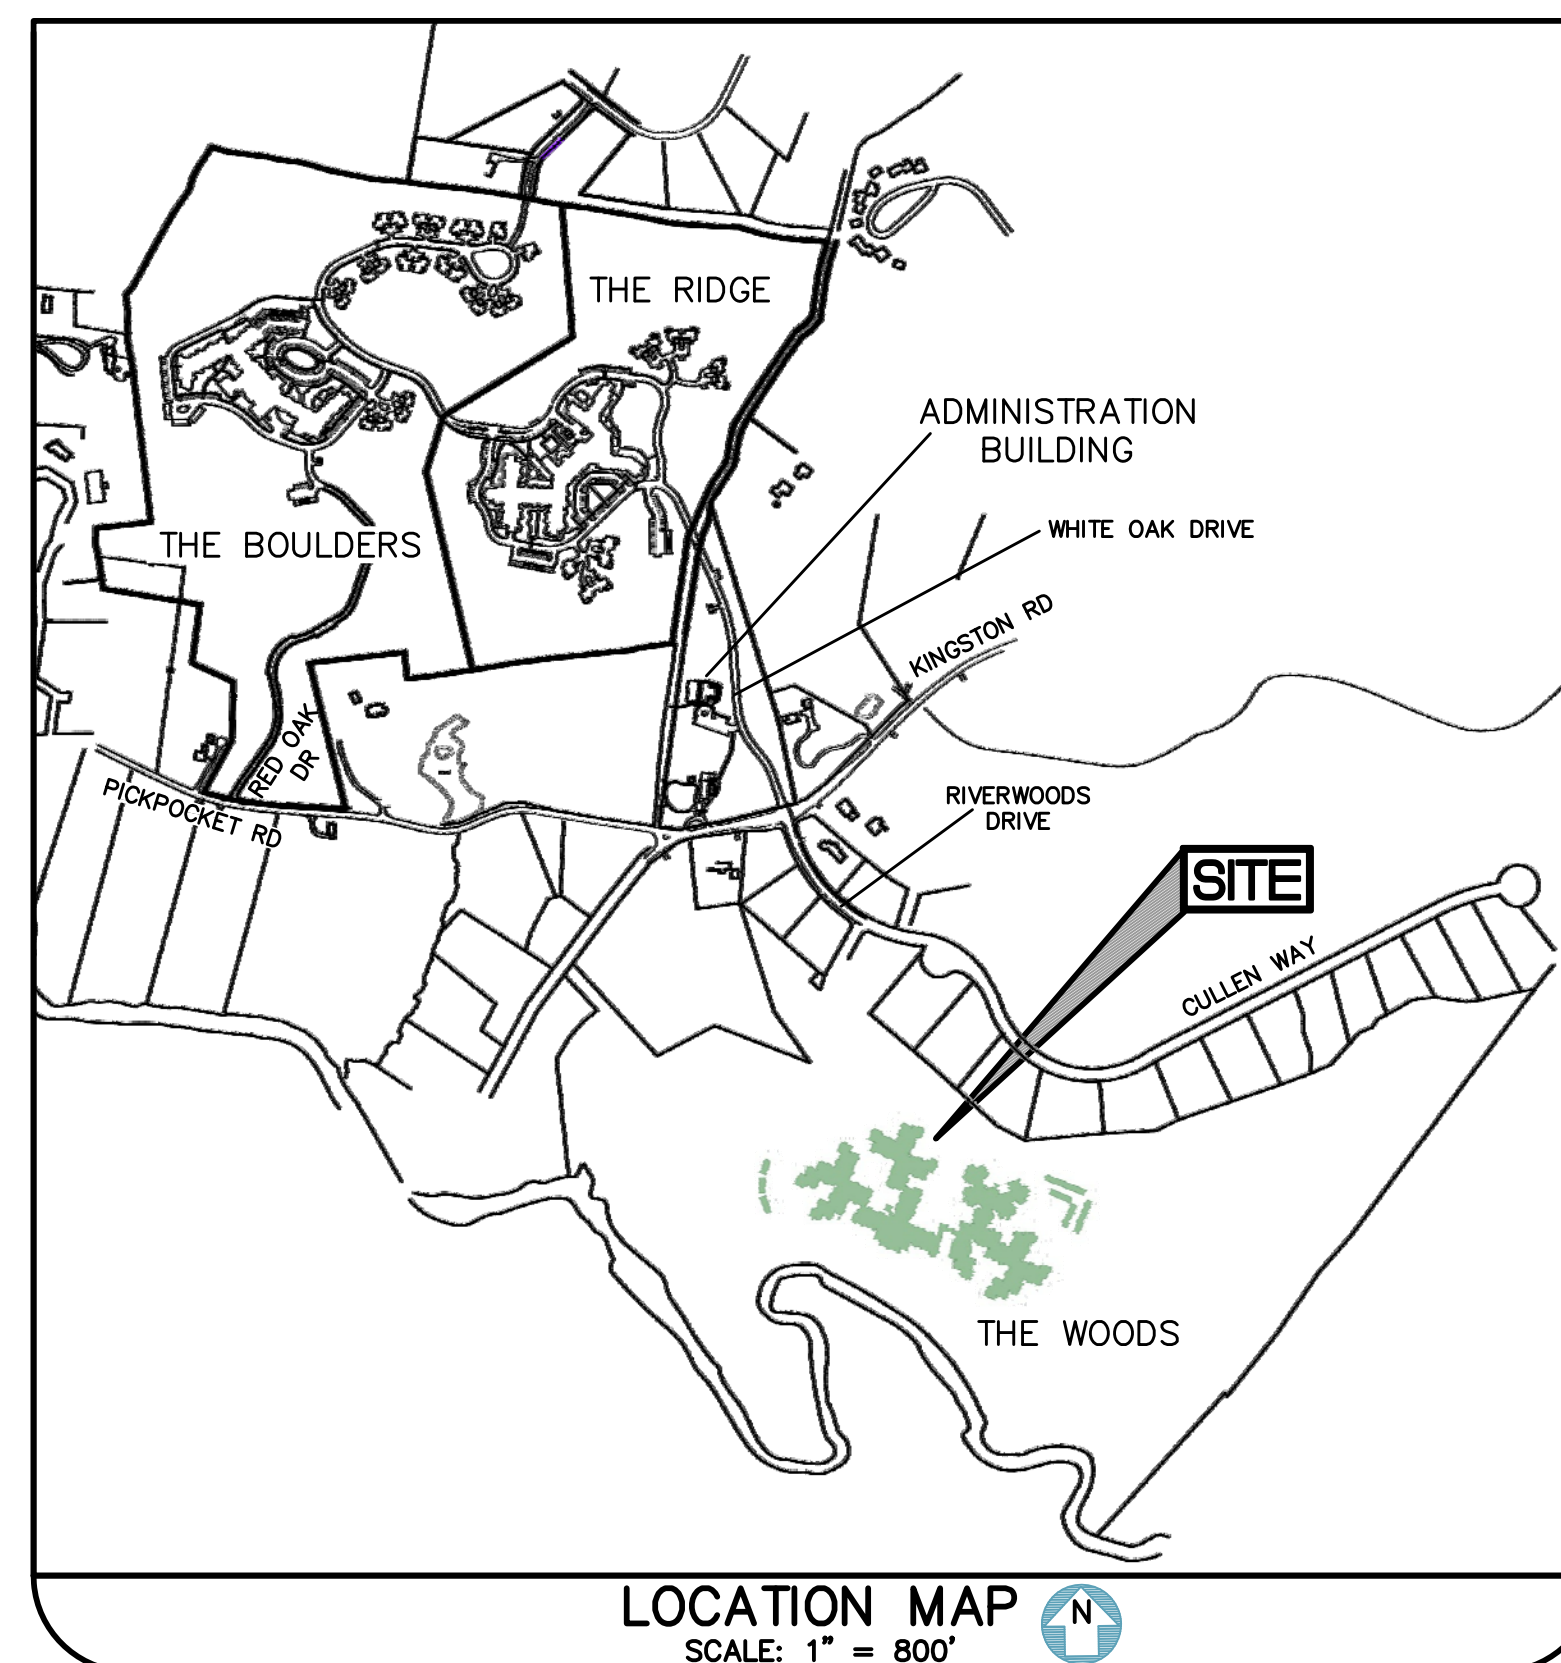 THE RIDGE
ADMINISTRATION
BUILDING
WHITE OAK DRIVE
THE BOULDERS
KINGSTON RD
RED OAK
DR
PICKPOCKET RD
RIVERWOODS
DRIVE
SITE
CULLEN WAY
THE WOODS
LOCATION MAP
N
SCALE: 1" = 800'